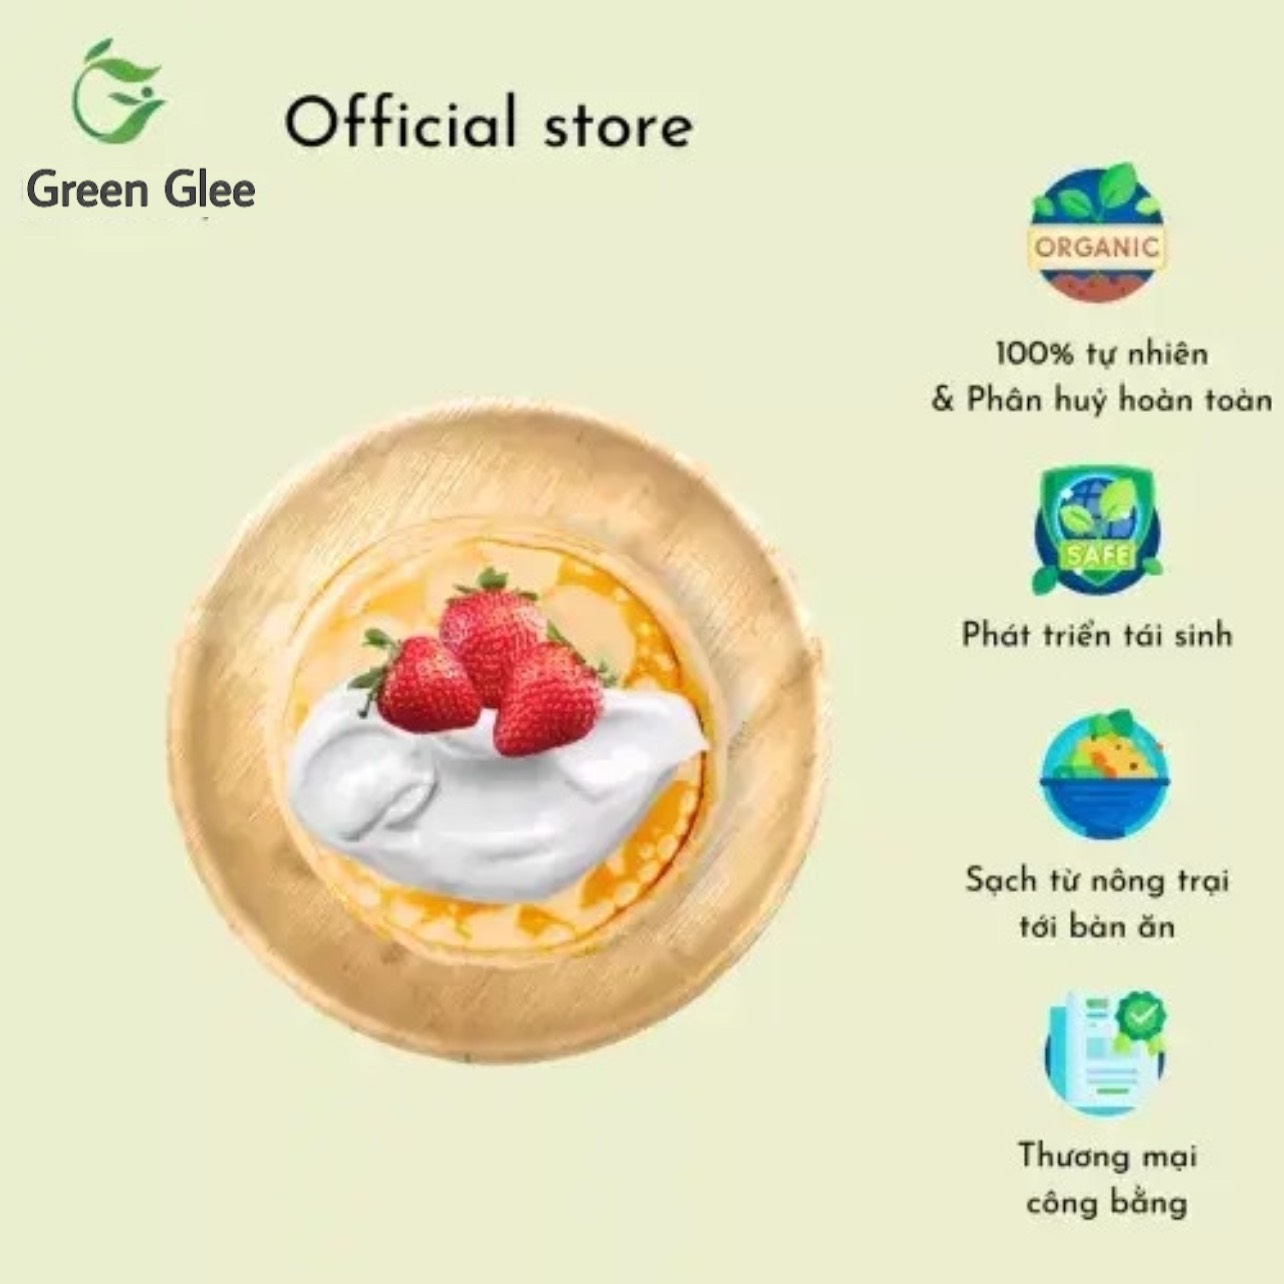 Green Glee
Official store
ORGANIC
100% tự nhiên
& Phân huỷ hoàn toàn
SAFE
Phát triển tái sinh
Sạch từ nông trại
tới bàn ăn
Thương mại
công bằng